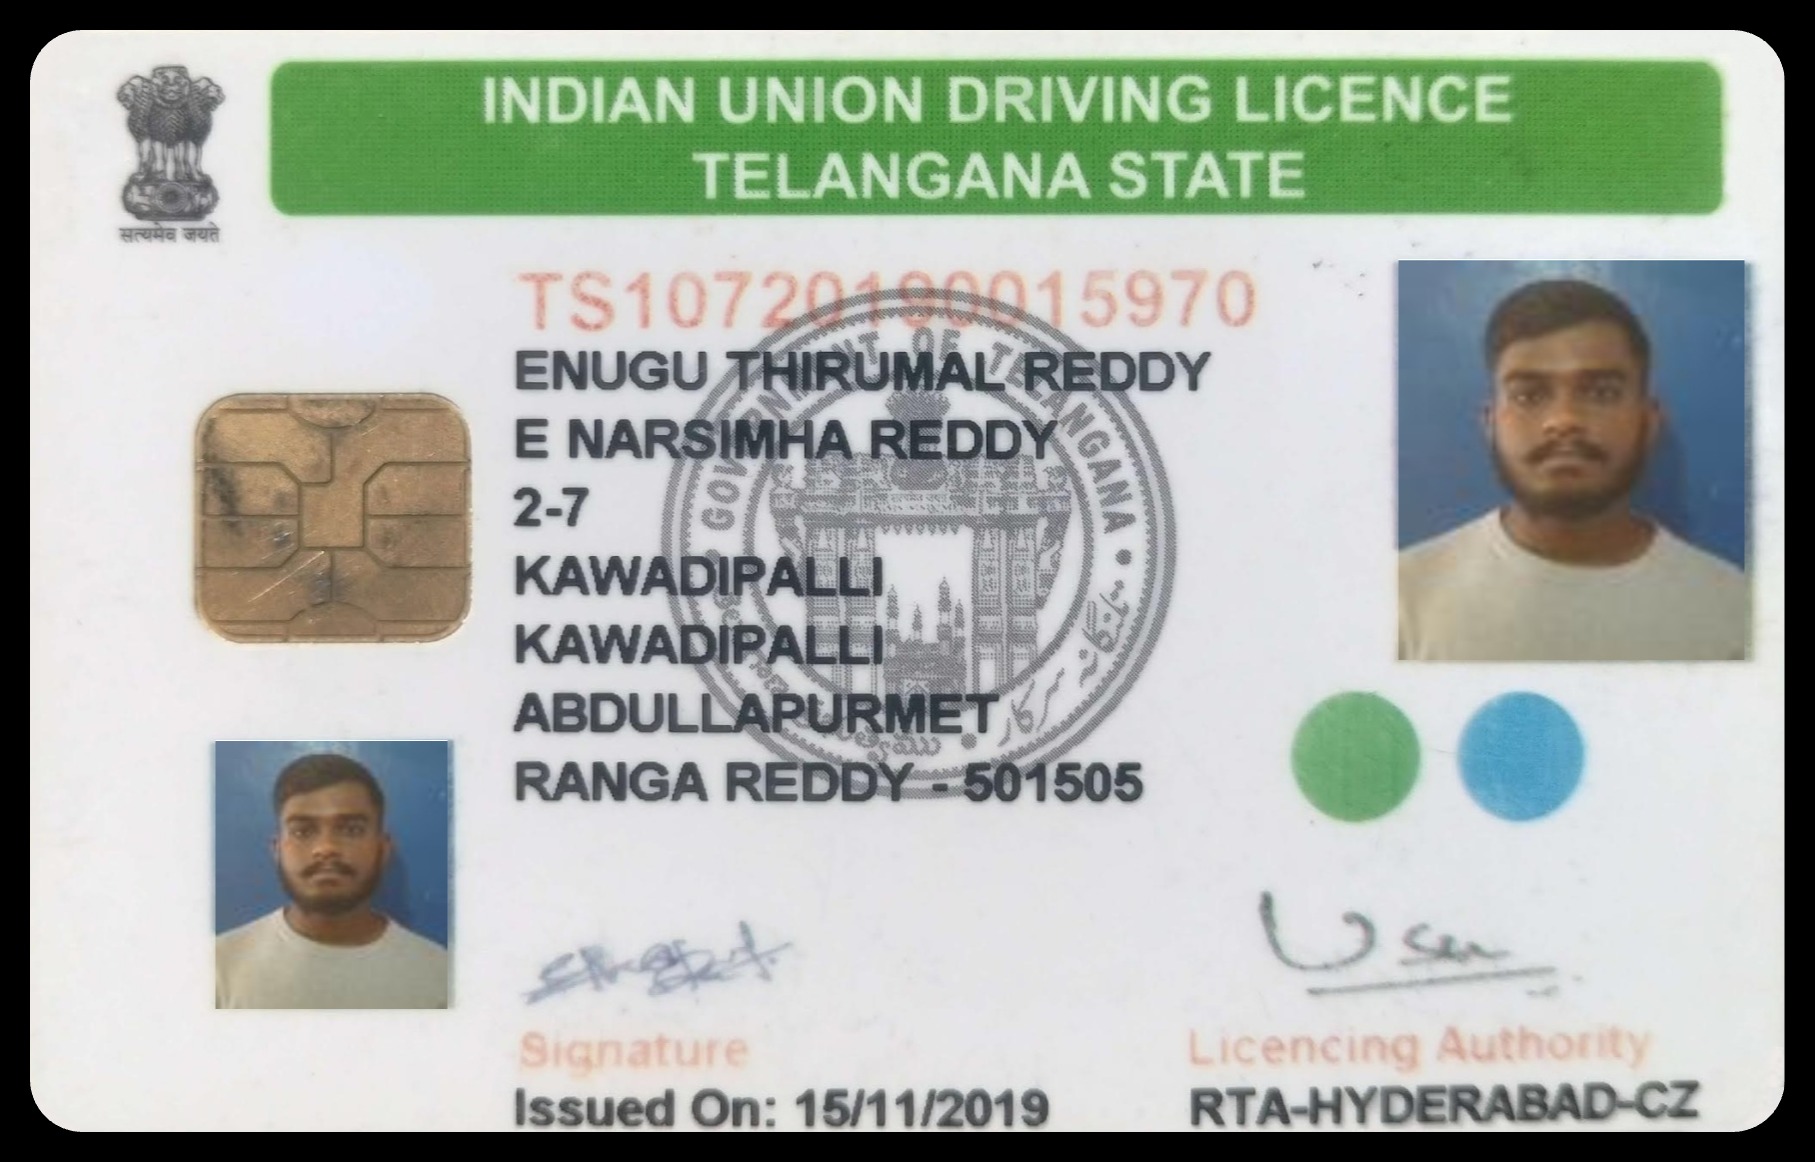 INDIAN UNION DRIVING LICENCE
TELANGANA STATE
सत्यमेव जयते
TS10720190015970
ENUGU THIRUMAL REDDY
E NARSIMHA REDDY
2-7
KAWADIPALLI
KAWADIPALLI
ABDULLAPURMET
RANGA REDDY - 501505
GOVERNMENT OF TELANGANA
Signature
Licencing Authority
Issued On: 15/11/2019
RTA-HYDERABAD-CZ